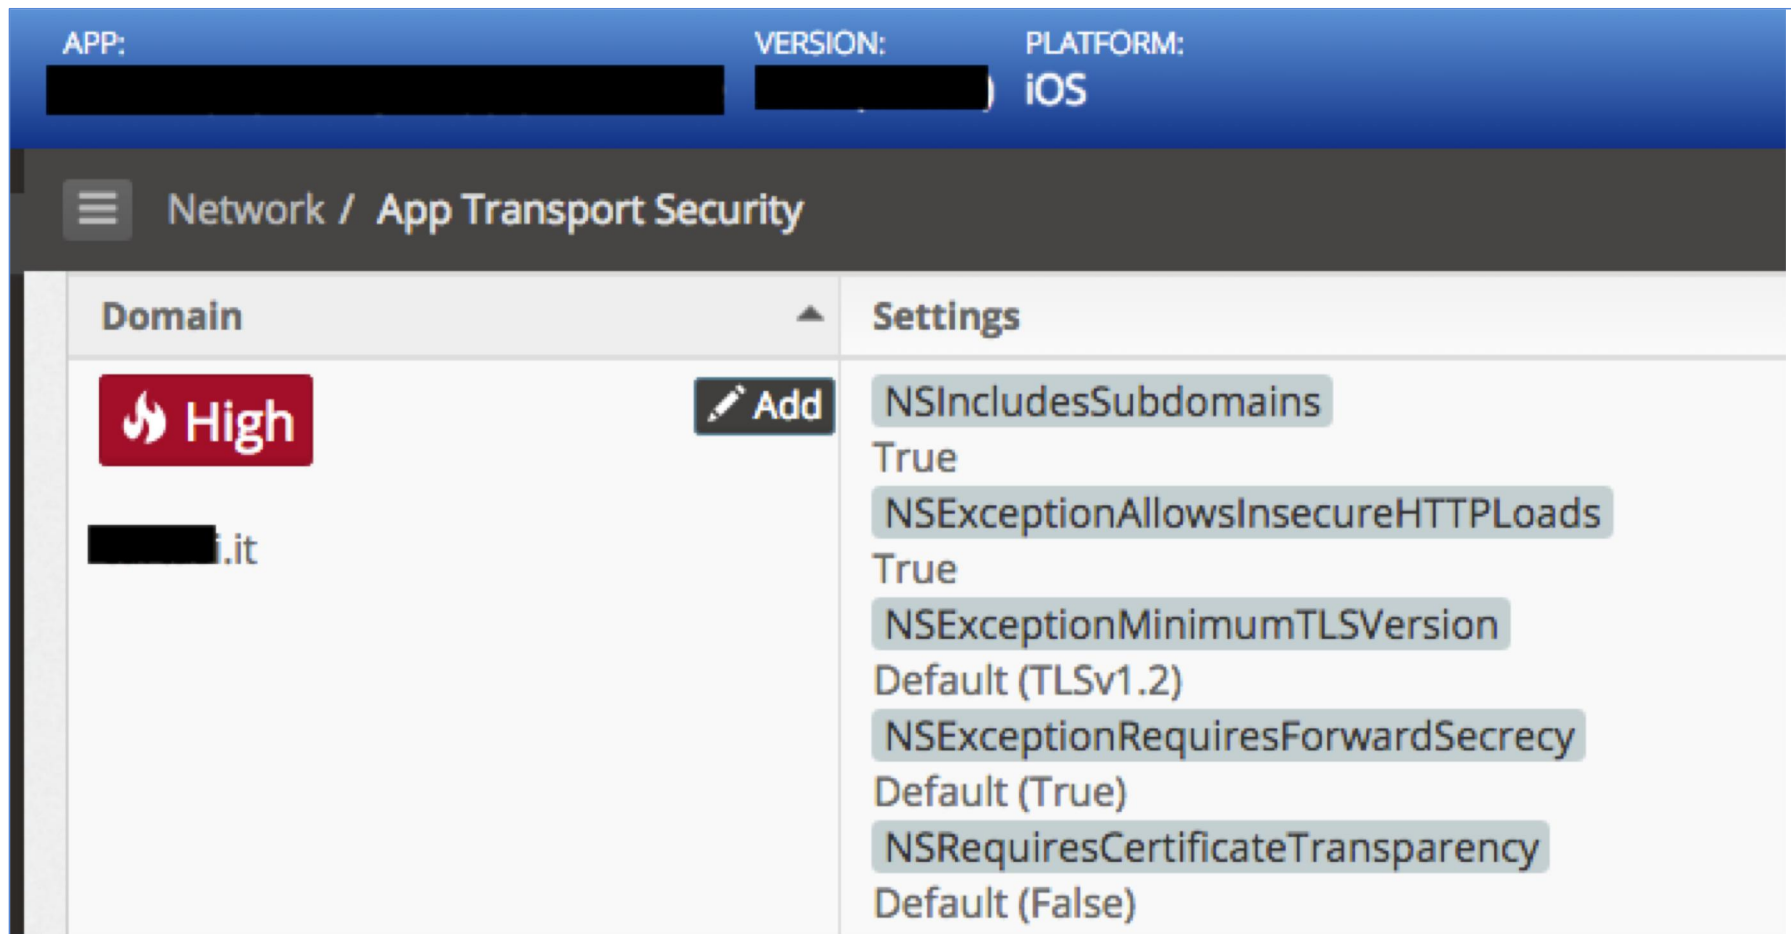 APP: VERSION: PLATFORM:
) iOS
Network / App Transport Security
Domain Settings
High Add NSIncludesSubdomains
True
NSExceptionAllowsInsecureHTTPLoads
i.it
True
NSExceptionMinimumTLSVersion
Default (TLSv1.2)
NSExceptionRequiresForwardSecrecy
Default (True)
NSRequiresCertificateTransparency
Default (False)